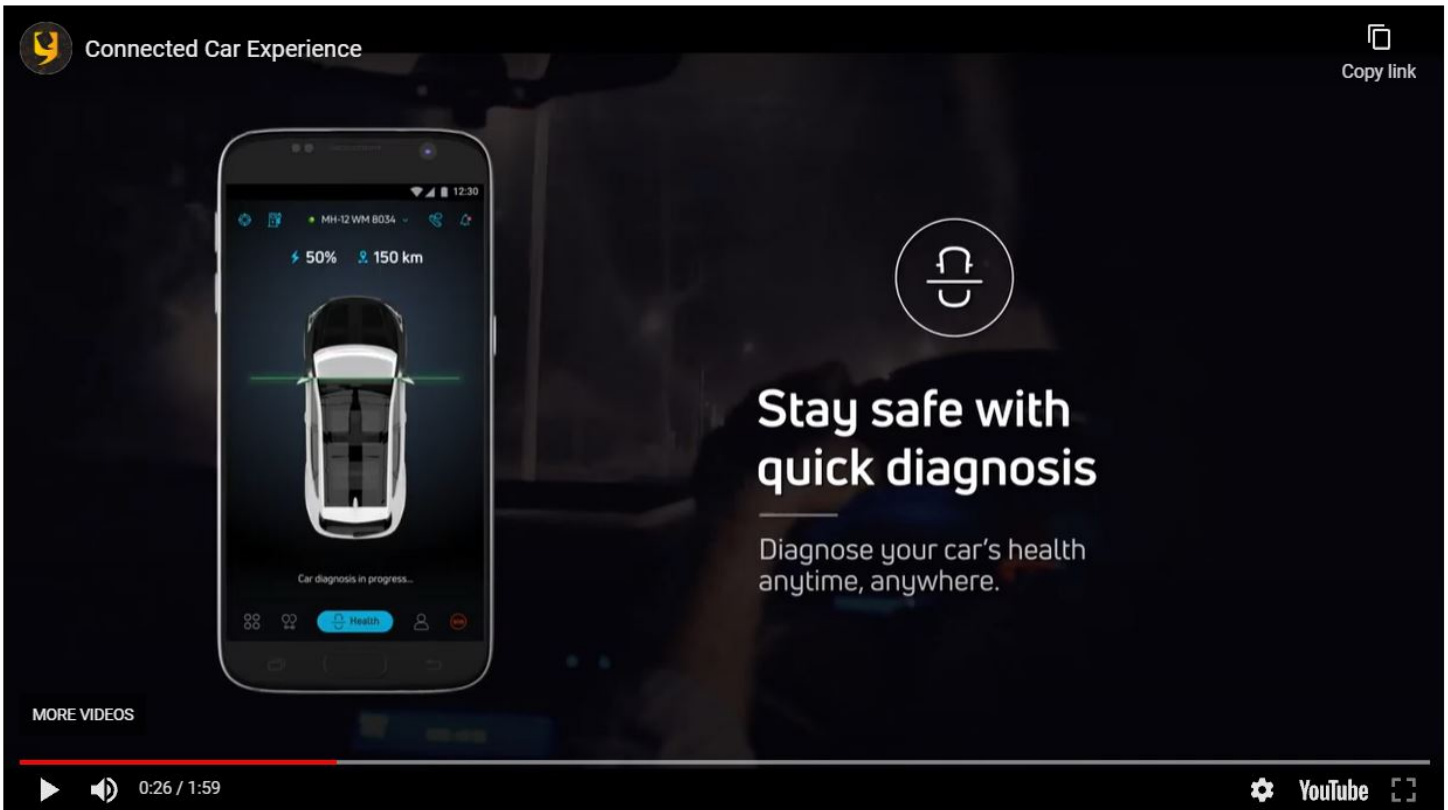 Connected Car Experience
Copy link
12:30
MH-12 WM 8034
50% 150 km
Stay safe with
quick diagnosis
Diagnose your car's health
anytime, anywhere.
Car diagnosis in progress...
Health
SOS
MORE VIDEOS
0:26 / 1:59
YouTube